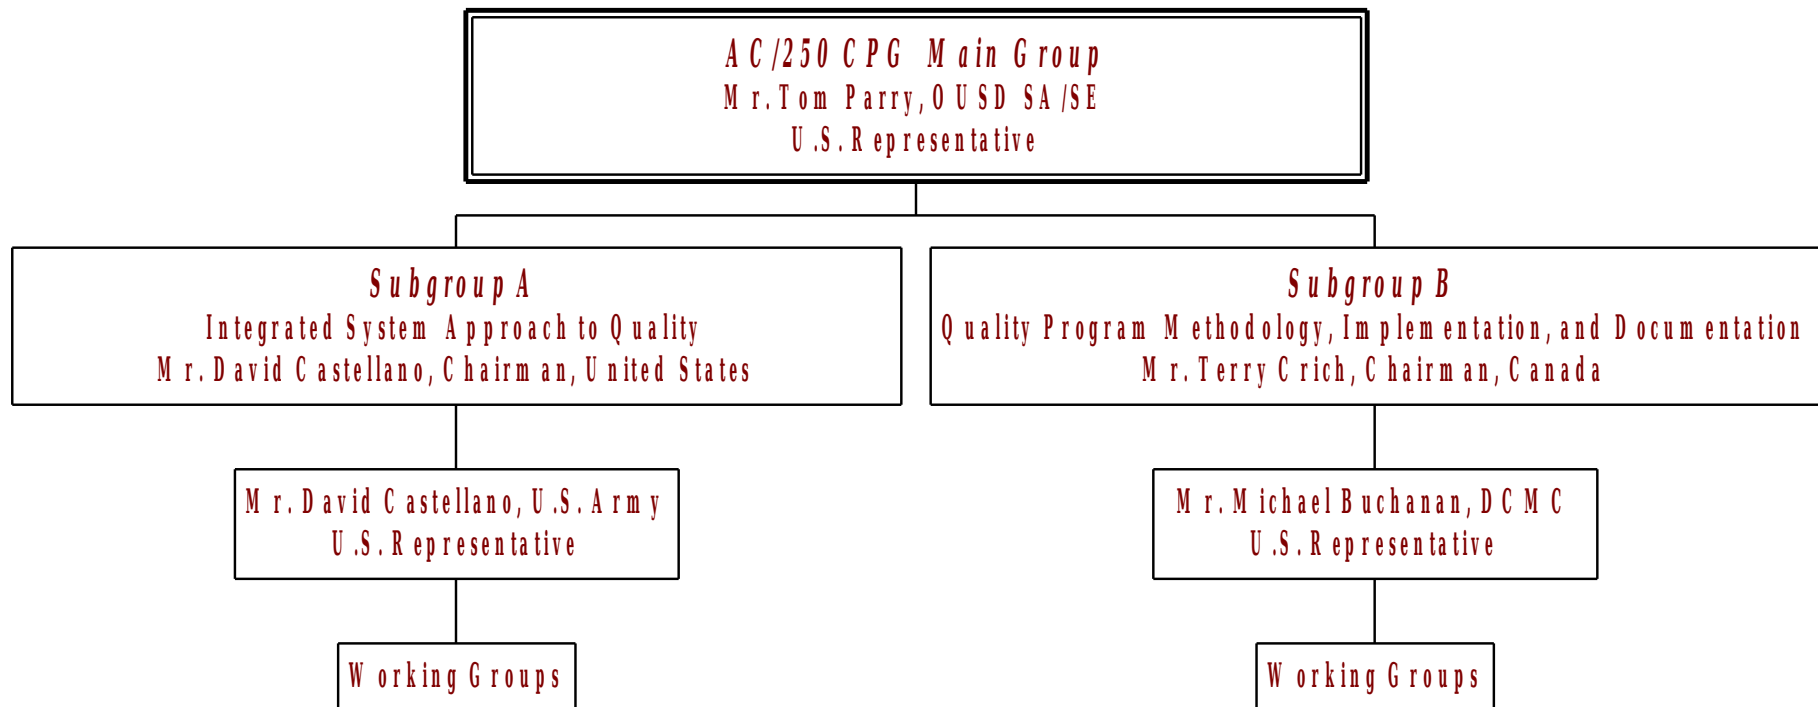 AC/250 CPG Main Group
Mr. Tom Parry, OUSD SA/SE
U.S. Representative
Subgroup A
Integrated System Approach to Quality
Mr. David Castellano, Chairman, United States
Subgroup B
Quality Program Methodology, Implementation, and Documentation
Mr. Terry Crich, Chairman, Canada
Mr. David Castellano, U.S. Army
U.S. Representative
Mr. Michael Buchanan, DCMC
U.S. Representative
Working Groups
Working Groups